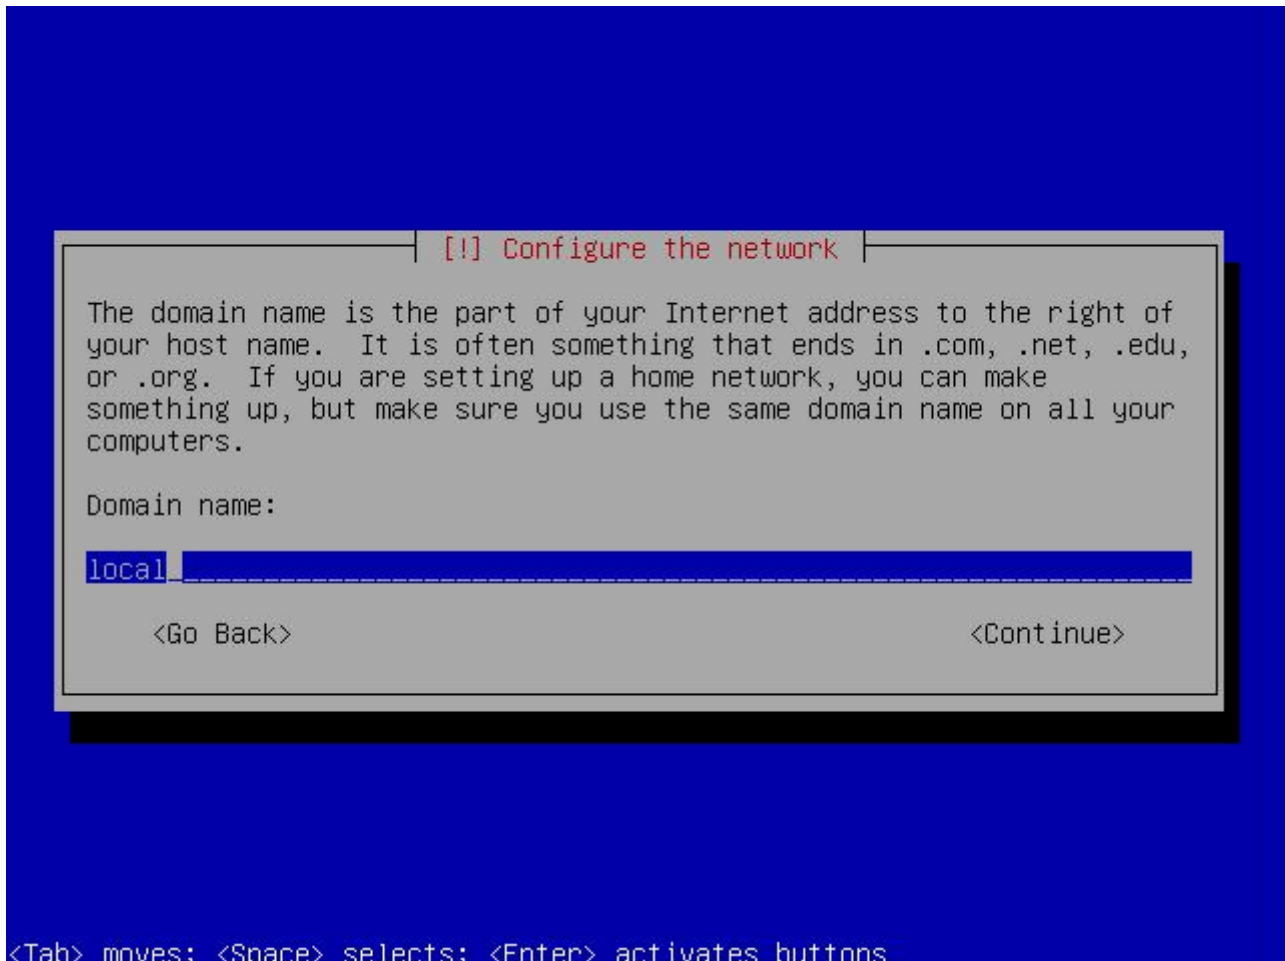 [!] Configure the network
The domain name is the part of your Internet address to the right of
your host name.  It is often something that ends in .com, .net, .edu,
or .org.  If you are setting up a home network, you can make
something up, but make sure you use the same domain name on all your
computers.
Domain name:
local
<Go Back> <Continue>
<Tab> moves; <Space> selects; <Enter> activates buttons